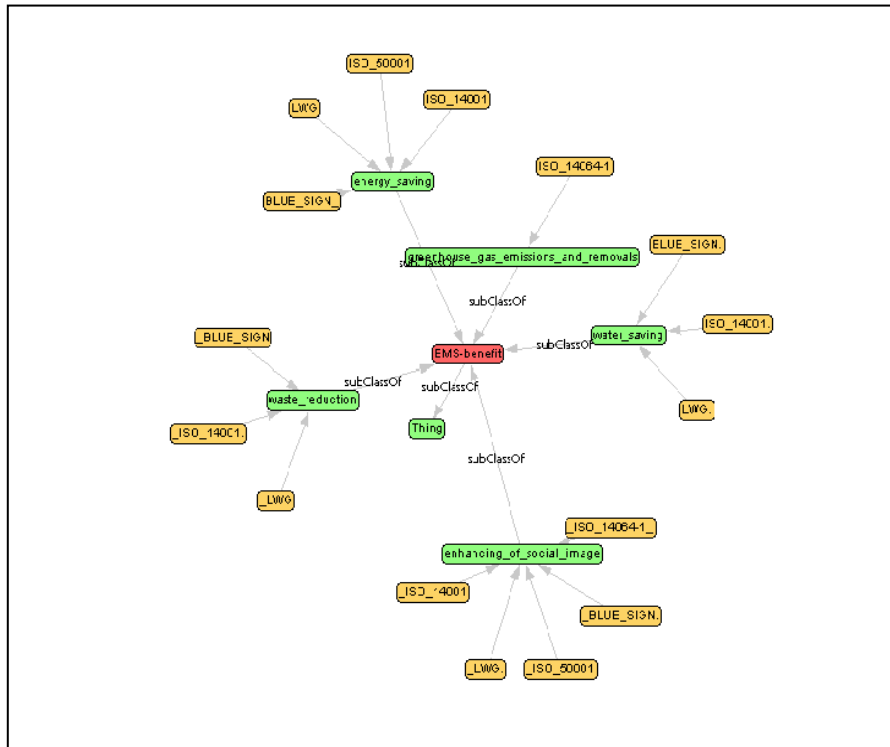 ISO_50001
ISO_14001
LWG
ISO_14064-1
energy_saving
BLUE_SIGN_
BLUE_SIGN.
greenhouse_gas_emissions_and_removals
subClassOf
subClassOf
ISO_14001.
_BLUE_SIGN
water_saving
subClassOf
EMS-benefit
subClassOf
subClassOf
waste_reduction
LWG.
Thing
_ISO_14001.
subClassOf
_LWG
_ISO_14064-1_
enhancing_of_social_image
_ISO_14001
_BLUE_SIGN.
_LWG.
_ISO_50001